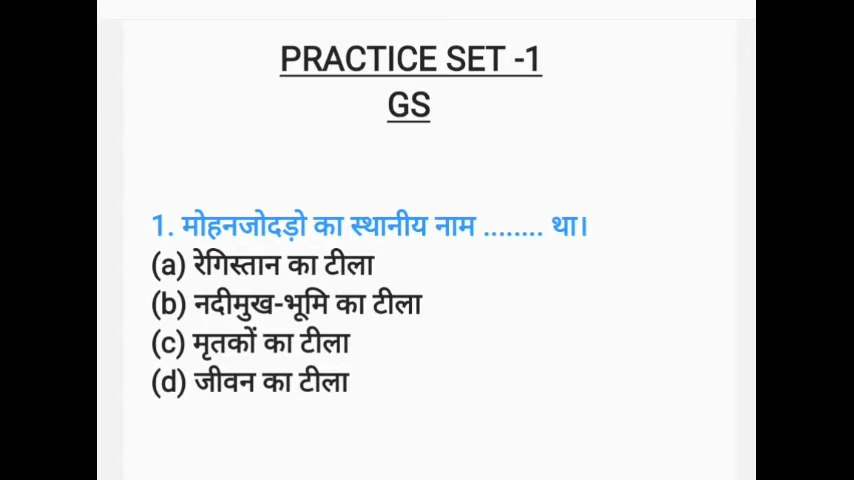 PRACTICE SET -1
GS
1. मोहनजोदड़ो का स्थानीय नाम ........ था।
(a) रेगिस्तान का टीला
(b) नदीमुख-भूमि का टीला
(c) मृतकों का टीला
(d) जीवन का टीला